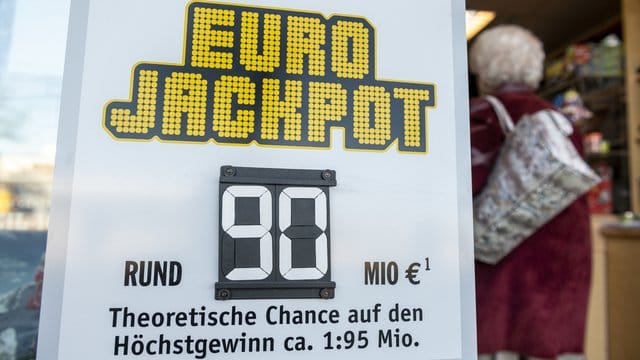 EURO
JACKPOT
RUND 90 MIO €¹
Theoretische Chance auf den
Höchstgewinn ca. 1:95 Mio.